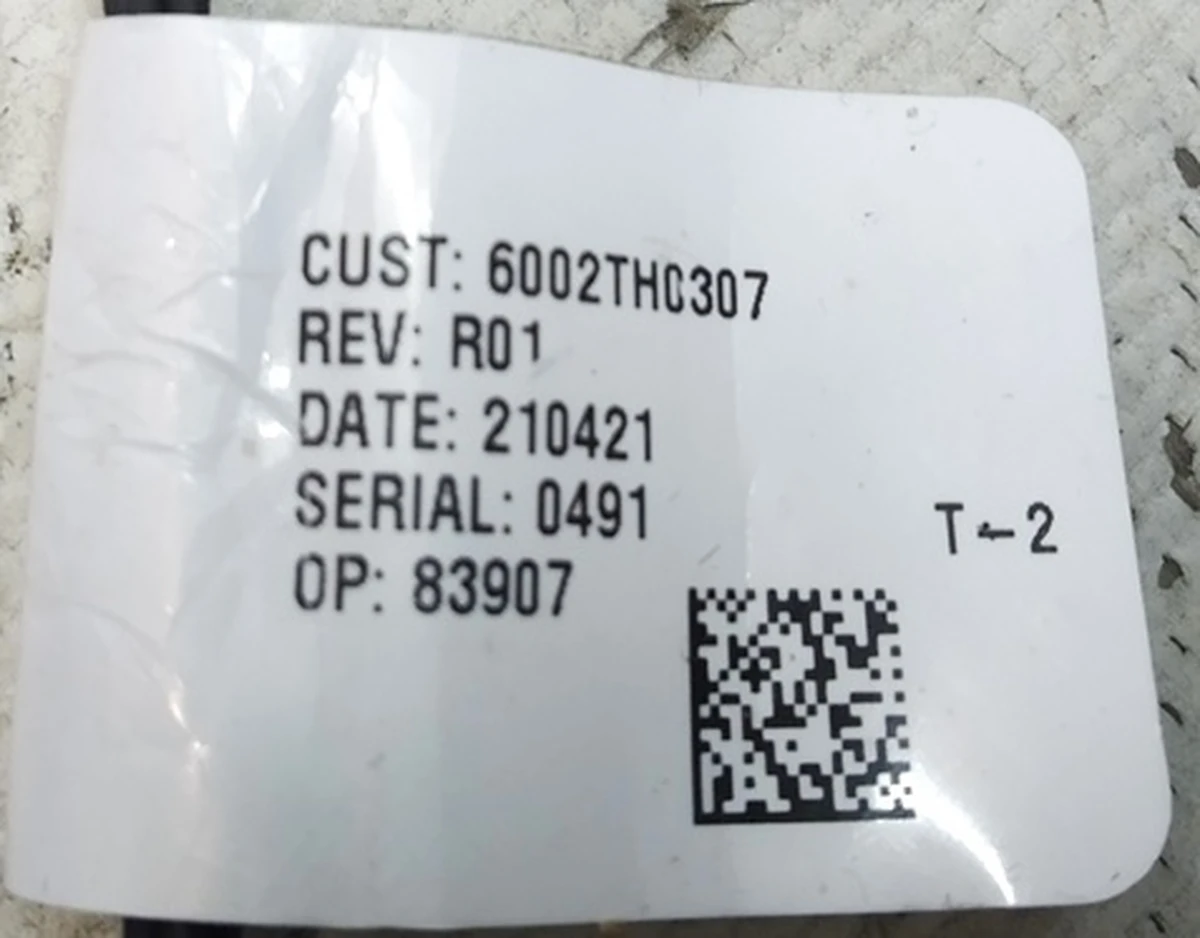 CUST: 6002TH0307
REV: R01
DATE: 210421
SERIAL: 0491
OP: 83907
T-2